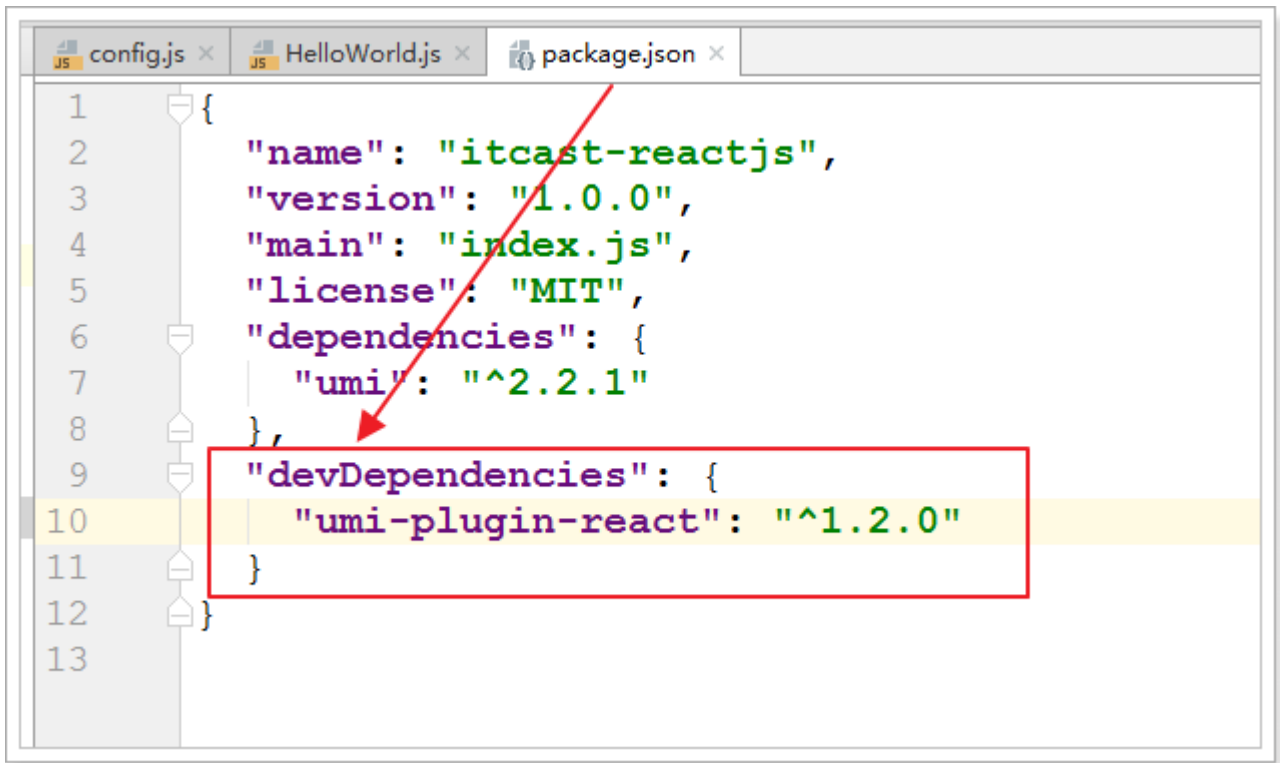 config.js HelloWorld.js package.json
1 {
2 "name": "itcast-reactjs",
3 "version": "1.0.0",
4 "main": "index.js",
5 "license": "MIT",
6 "dependencies": {
7 "umi": "^2.2.1"
8 },
9 "devDependencies": {
10 "umi-plugin-react": "^1.2.0"
11 }
12 }
13